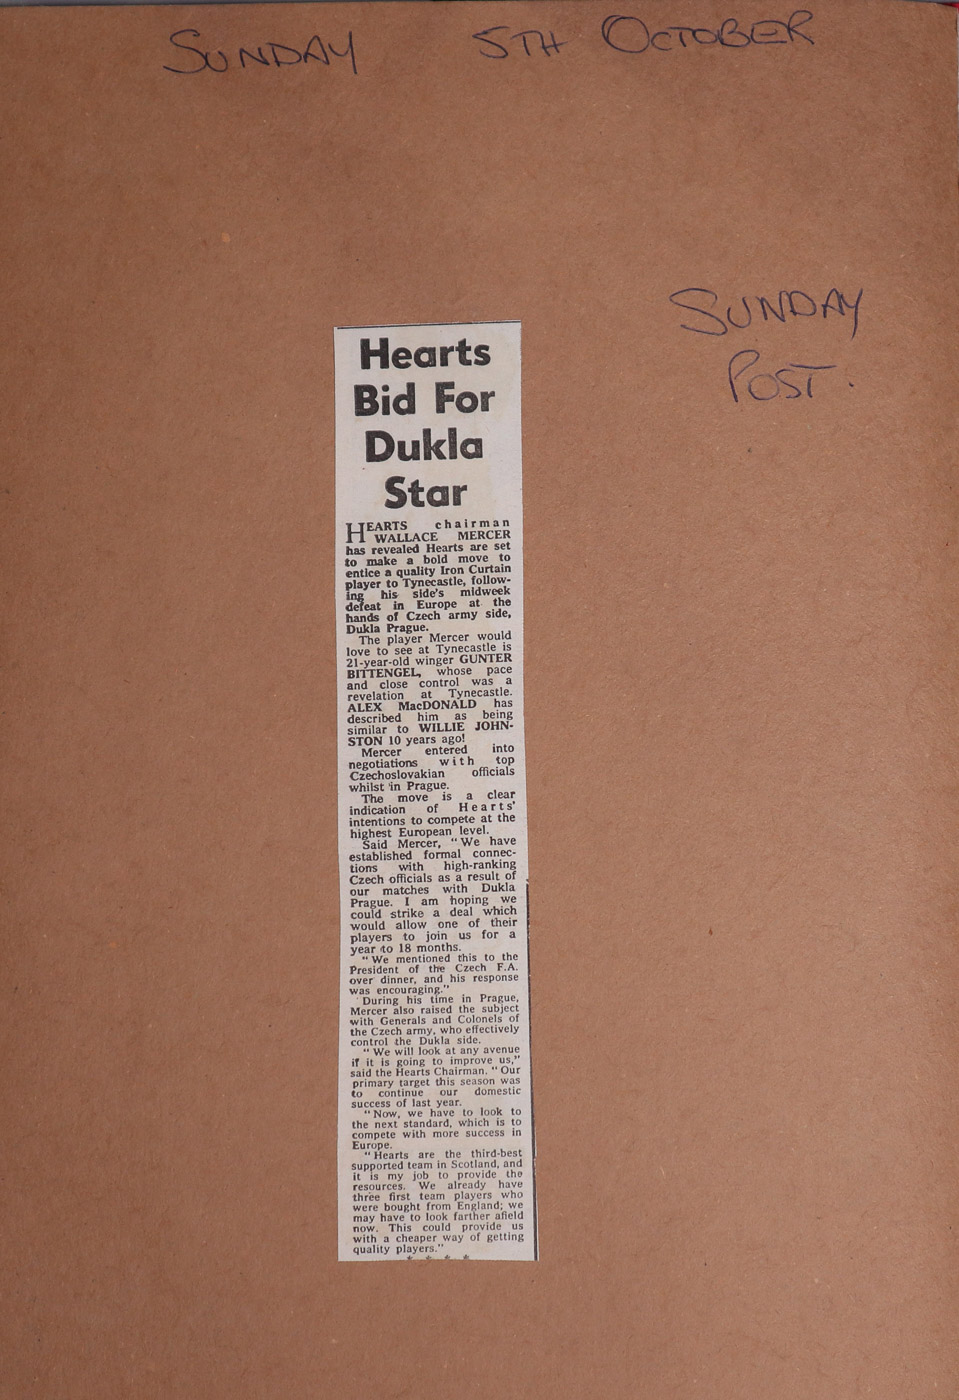 SUNDAY 5TH OCTOBER
SUNDAY
POST.
Hearts
Bid For
Dukla
Star
HEARTS chairman
WALLACE MERCER
has revealed Hearts are set
to make a bold move to
entice a quality Iron Curtain
player to Tynecastle, follow-
ing his side's midweek
defeat in Europe at the
hands of Czech army side,
Dukla Prague.
The player Mercer would
love to see at Tynecastle is
21-year-old winger GUNTER
BITTENGEL, whose pace
and close control was a
revelation at Tynecastle.
ALEX MacDONALD has
described him as being
similar to WILLIE JOHN-
STON 10 years ago!
Mercer entered into
negotiations with top
Czechoslovakian officials
whilst in Prague.
The move is a clear
indication of Hearts'
intentions to compete at the
highest European level.
Said Mercer, "We have
established formal connec-
tions with high-ranking
Czech officials as a result of
our matches with Dukla
Prague. I am hoping we
could strike a deal which
would allow one of their
players to join us for a
year to 18 months.
"We mentioned this to the
President of the Czech F.A.
over dinner, and his response
was encouraging."
During his time in Prague,
Mercer also raised the subject
with Generals and Colonels of
the Czech army, who effectively
control the Dukla side.
"We will look at any avenue
if it is going to improve us,"
said the Hearts Chairman. "Our
primary target this season was
to continue our domestic
success of last year.
"Now, we have to look to
the next standard, which is to
compete with more success in
Europe.
"Hearts are the third-best
supported team in Scotland, and
it is my job to provide the
resources. We already have
three first team players who
were bought from England; we
may have to look farther afield
now. This could provide us
with a cheaper way of getting
quality players."
* * * *